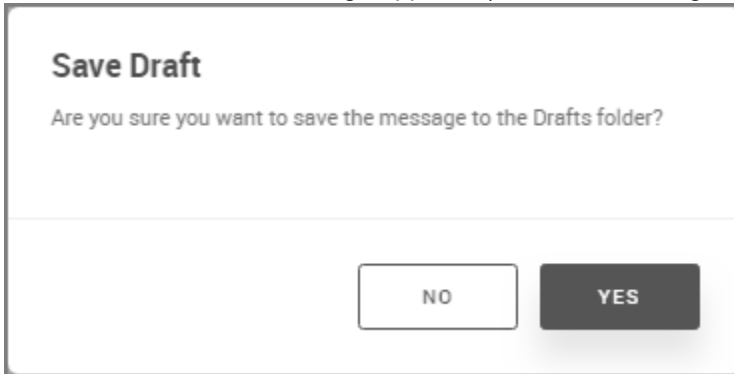 Save Draft
Are you sure you want to save the message to the Drafts folder?
NO
YES